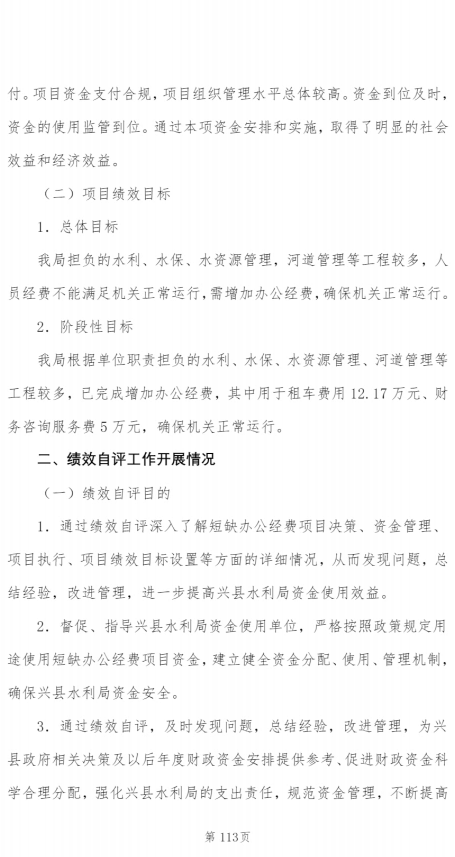 付。项目资金支付合规，项目组织管理水平总体较高。资金到位及时，
资金的使用监管到位。通过本项资金安排和实施，取得了明显的社会
效益和经济效益。
（二）项目绩效目标
1. 总体目标
我局担负的水利、水保、水资源管理，河道管理等工程较多，人
员经费不能满足机关正常运行，需增加办公经费，确保机关正常运行。
2. 阶段性目标
我局根据单位职责担负的水利、水保、水资源管理、河道管理等
工程较多，已完成增加办公经费，其中用于租车费用 12.17 万元、财
务咨询服务费 5 万元，确保机关正常运行。
二、绩效自评工作开展情况
（一）绩效自评目的
1. 通过绩效自评深入了解短缺办公经费项目决策、资金管理、
项目执行、项目绩效目标设置等方面的详细情况，从而发现问题，总
结经验，改进管理，进一步提高兴县水利局资金使用效益。
2. 督促、指导兴县水利局资金使用单位，严格按照政策规定用
途使用短缺办公经费项目资金，建立健全资金分配、使用、管理机制，
确保兴县水利局资金安全。
3. 通过绩效自评，及时发现问题，总结经验，改进管理，为兴
县政府相关决策及以后年度财政资金安排提供参考、促进财政资金科
学合理分配，强化兴县水利局的支出责任，规范资金管理，不断提高
第 113页